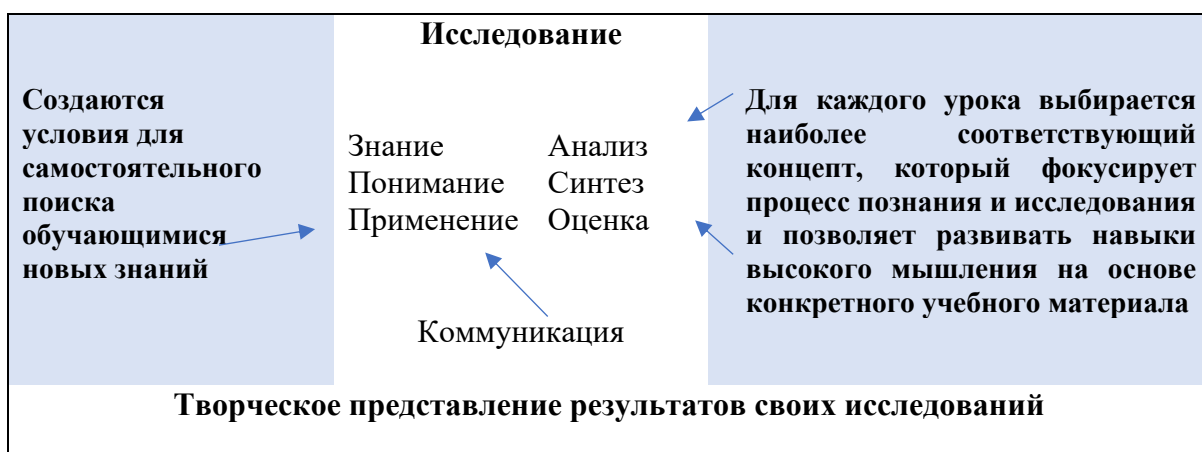 Исследование
Создаются
условия для
самостоятельного
поиска
обучающимися
новых знаний
Знание Анализ
Понимание Синтез
Применение Оценка
Коммуникация
Для каждого урока выбирается
наиболее соответствующий
концепт, который фокусирует
процесс познания и исследования
и позволяет развивать навыки
высокого мышления на основе
конкретного учебного материала
Творческое представление результатов своих исследований